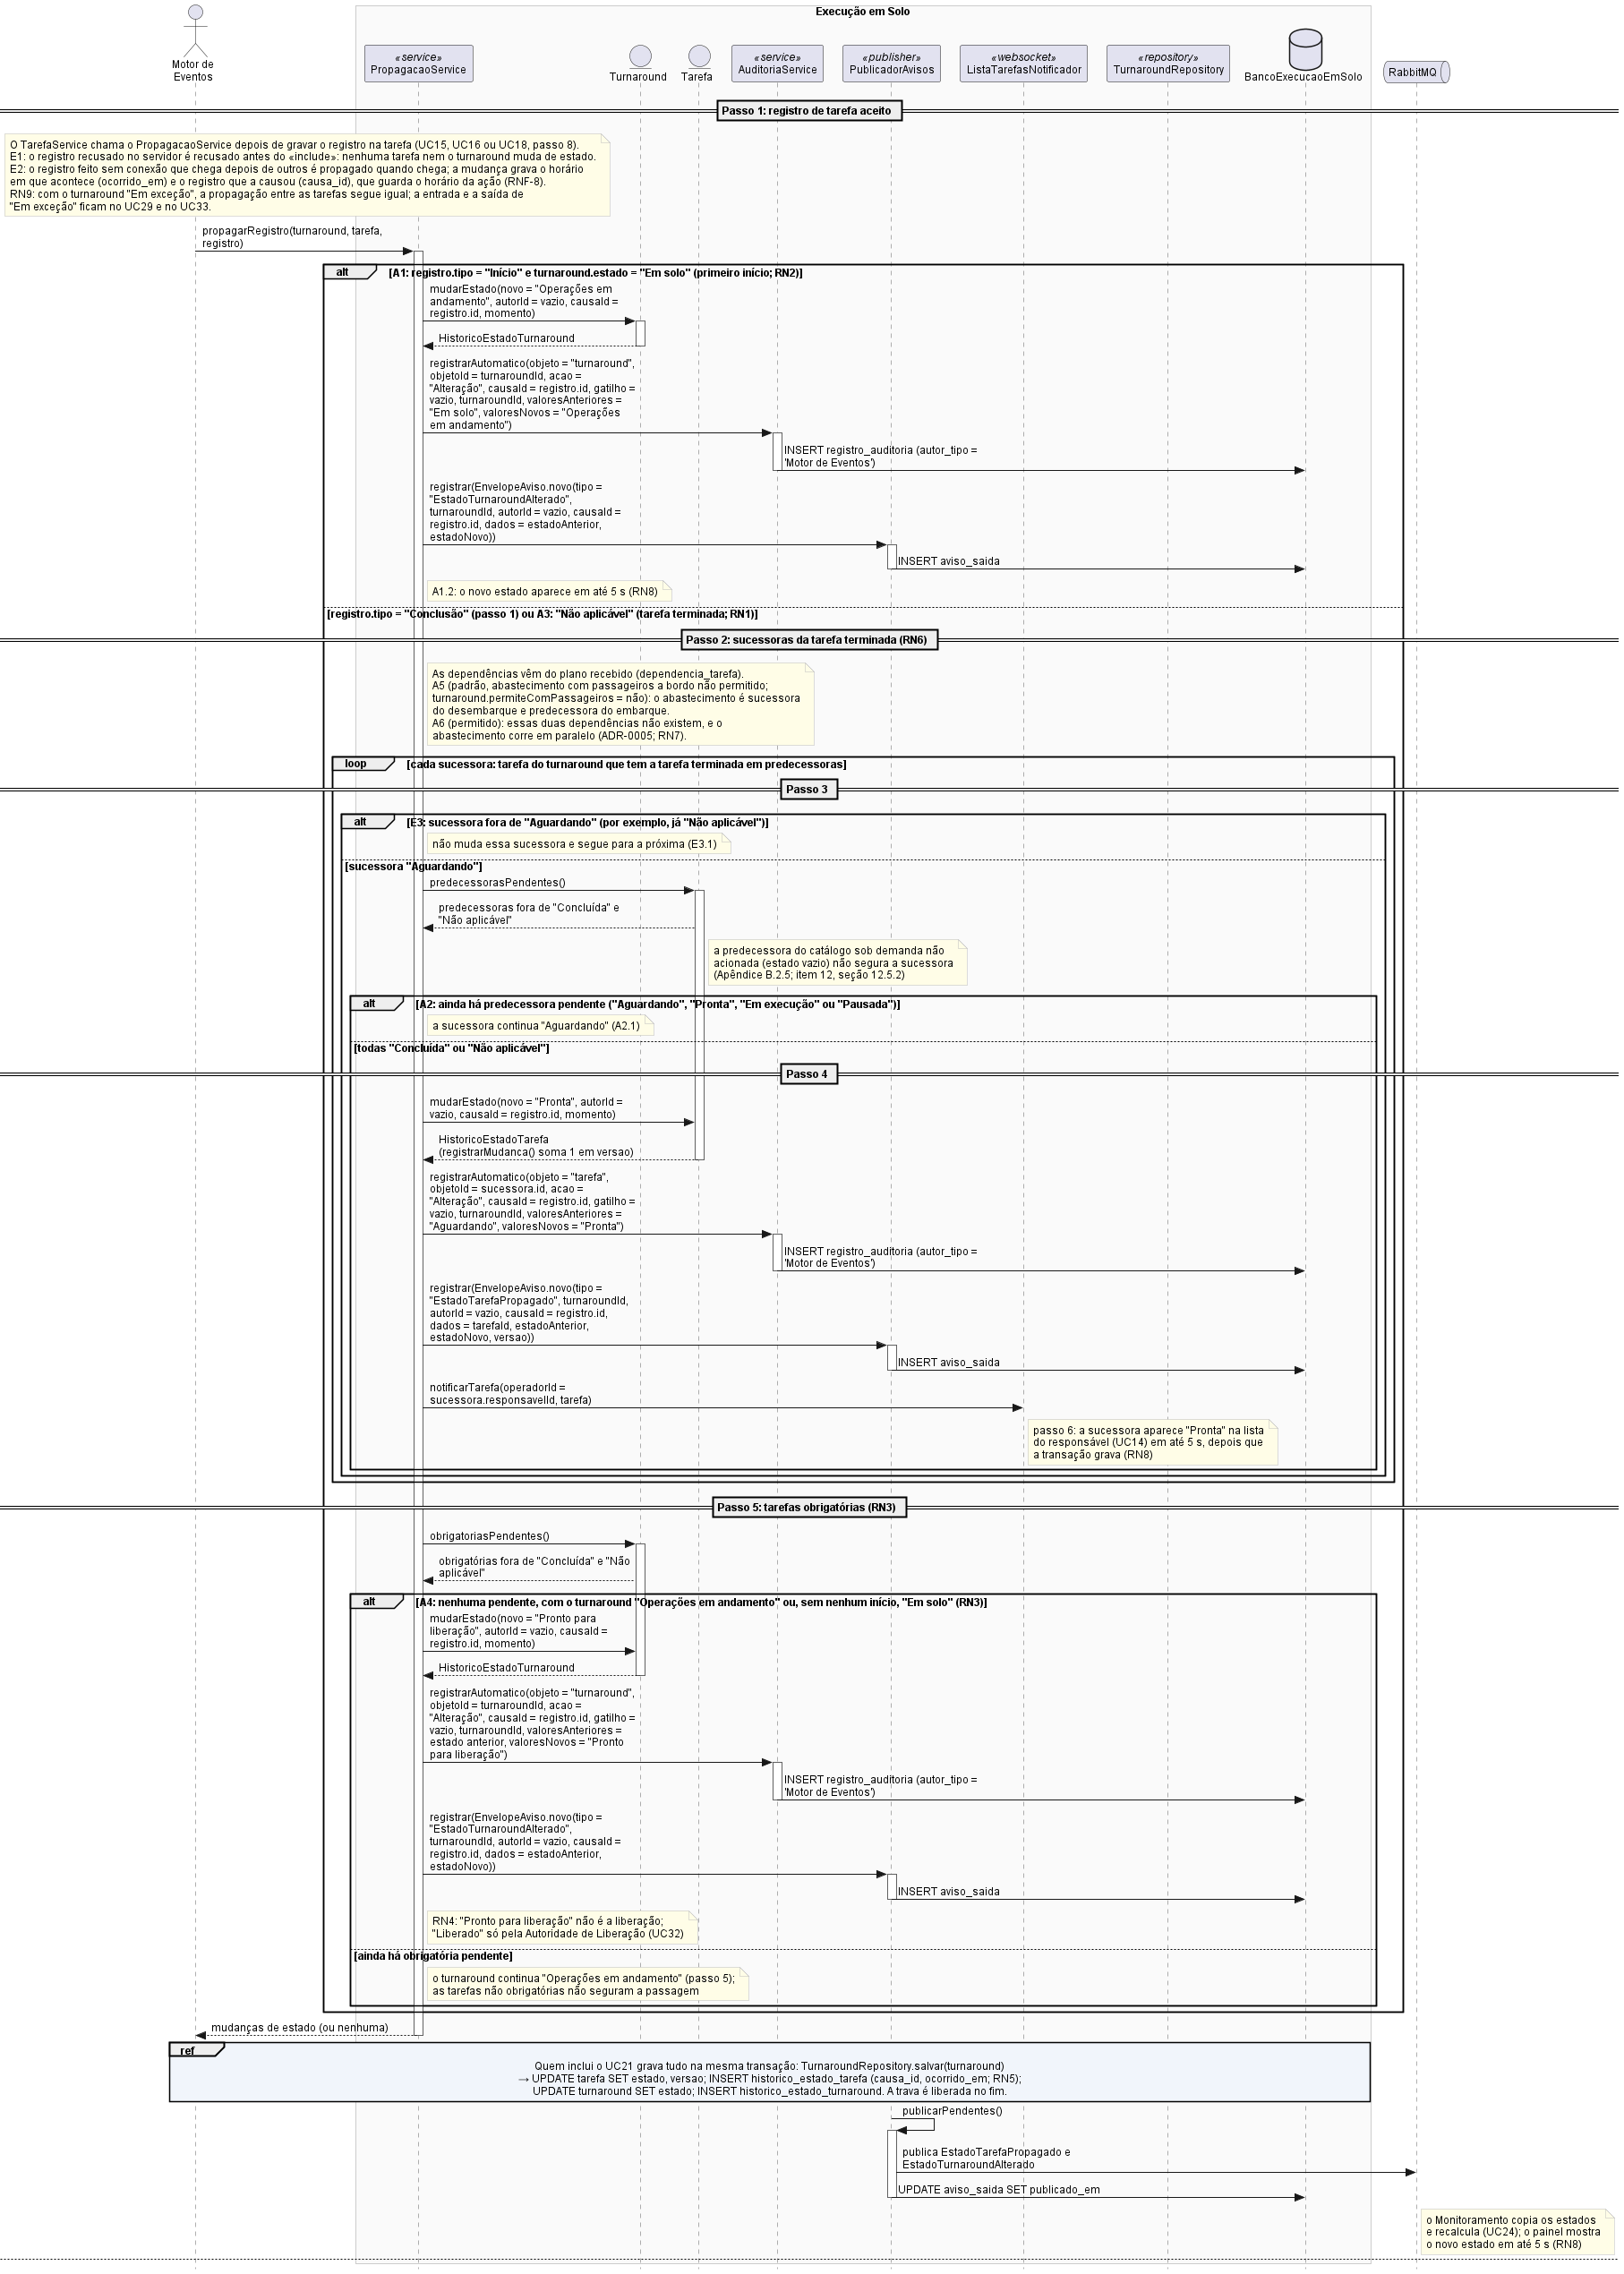 Execução em Solo
Motor de
Eventos
«service»
PropagacaoService
Turnaround
Tarefa
«service»
AuditoriaService
«publisher»
PublicadorAvisos
«websocket»
ListaTarefasNotificador
«repository»
TurnaroundRepository
BancoExecucaoEmSolo
RabbitMQ
Passo 1: registro de tarefa aceito
O TarefaService chama o PropagacaoService depois de gravar o registro na tarefa (UC15, UC16 ou UC18, passo 8).
E1: o registro recusado no servidor é recusado antes do «include»: nenhuma tarefa nem o turnaround muda de estado.
E2: o registro feito sem conexão que chega depois de outros é propagado quando chega; a mudança grava o horário
em que acontece (ocorrido_em) e o registro que a causou (causa_id), que guarda o horário da ação (RNF-8).
RN9: com o turnaround "Em exceção", a propagação entre as tarefas segue igual; a entrada e a saída de
"Em exceção" ficam no UC29 e no UC33.
propagarRegistro(turnaround, tarefa,
registro)
alt
[A1: registro.tipo = "Início" e turnaround.estado = "Em solo" (primeiro início; RN2)]
mudarEstado(novo = "Operações em
andamento", autorId = vazio, causaId =
registro.id, momento)
HistoricoEstadoTurnaround
registrarAutomatico(objeto = "turnaround",
objetoId = turnaroundId, acao =
"Alteração", causaId = registro.id, gatilho =
vazio, turnaroundId, valoresAnteriores =
"Em solo", valoresNovos = "Operações
em andamento")
INSERT registro_auditoria (autor_tipo =
'Motor de Eventos')
registrar(EnvelopeAviso.novo(tipo =
"EstadoTurnaroundAlterado",
turnaroundId, autorId = vazio, causaId =
registro.id, dados = estadoAnterior,
estadoNovo))
INSERT aviso_saida
A1.2: o novo estado aparece em até 5 s (RN8)
[registro.tipo = "Conclusão" (passo 1) ou A3: "Não aplicável" (tarefa terminada; RN1)]
Passo 2: sucessoras da tarefa terminada (RN6)
As dependências vêm do plano recebido (dependencia_tarefa).
A5 (padrão, abastecimento com passageiros a bordo não permitido;
turnaround.permiteComPassageiros = não): o abastecimento é sucessora
do desembarque e predecessora do embarque.
A6 (permitido): essas duas dependências não existem, e o
abastecimento corre em paralelo (ADR-0005; RN7).
loop
[cada sucessora: tarefa do turnaround que tem a tarefa terminada em predecessoras]
Passo 3
alt
[E3: sucessora fora de "Aguardando" (por exemplo, já "Não aplicável")]
não muda essa sucessora e segue para a próxima (E3.1)
[sucessora "Aguardando"]
predecessorasPendentes()
predecessoras fora de "Concluída" e
"Não aplicável"
a predecessora do catálogo sob demanda não
acionada (estado vazio) não segura a sucessora
(Apêndice B.2.5; item 12, seção 12.5.2)
alt
[A2: ainda há predecessora pendente ("Aguardando", "Pronta", "Em execução" ou "Pausada")]
a sucessora continua "Aguardando" (A2.1)
[todas "Concluída" ou "Não aplicável"]
Passo 4
mudarEstado(novo = "Pronta", autorId =
vazio, causaId = registro.id, momento)
HistoricoEstadoTarefa
(registrarMudanca() soma 1 em versao)
registrarAutomatico(objeto = "tarefa",
objetoId = sucessora.id, acao =
"Alteração", causaId = registro.id, gatilho =
vazio, turnaroundId, valoresAnteriores =
"Aguardando", valoresNovos = "Pronta")
INSERT registro_auditoria (autor_tipo =
'Motor de Eventos')
registrar(EnvelopeAviso.novo(tipo =
"EstadoTarefaPropagado", turnaroundId,
autorId = vazio, causaId = registro.id,
dados = tarefaId, estadoAnterior,
estadoNovo, versao))
INSERT aviso_saida
notificarTarefa(operadorId =
sucessora.responsavelId, tarefa)
passo 6: a sucessora aparece "Pronta" na lista
do responsável (UC14) em até 5 s, depois que
a transação grava (RN8)
Passo 5: tarefas obrigatórias (RN3)
obrigatoriasPendentes()
obrigatórias fora de "Concluída" e "Não
aplicável"
alt
[A4: nenhuma pendente, com o turnaround "Operações em andamento" ou, sem nenhum início, "Em solo" (RN3)]
mudarEstado(novo = "Pronto para
liberação", autorId = vazio, causaId =
registro.id, momento)
HistoricoEstadoTurnaround
registrarAutomatico(objeto = "turnaround",
objetoId = turnaroundId, acao =
"Alteração", causaId = registro.id, gatilho =
vazio, turnaroundId, valoresAnteriores =
estado anterior, valoresNovos = "Pronto
para liberação")
INSERT registro_auditoria (autor_tipo =
'Motor de Eventos')
registrar(EnvelopeAviso.novo(tipo =
"EstadoTurnaroundAlterado",
turnaroundId, autorId = vazio, causaId =
registro.id, dados = estadoAnterior,
estadoNovo))
INSERT aviso_saida
RN4: "Pronto para liberação" não é a liberação;
"Liberado" só pela Autoridade de Liberação (UC32)
[ainda há obrigatória pendente]
o turnaround continua "Operações em andamento" (passo 5);
as tarefas não obrigatórias não seguram a passagem
mudanças de estado (ou nenhuma)
ref
Quem inclui o UC21 grava tudo na mesma transação: TurnaroundRepository.salvar(turnaround)
→ UPDATE tarefa SET estado, versao; INSERT historico_estado_tarefa (causa_id, ocorrido_em; RN5);
UPDATE turnaround SET estado; INSERT historico_estado_turnaround. A trava é liberada no fim.
publicarPendentes()
publica EstadoTarefaPropagado e
EstadoTurnaroundAlterado
UPDATE aviso_saida SET publicado_em
o Monitoramento copia os estados
e recalcula (UC24); o painel mostra
o novo estado em até 5 s (RN8)